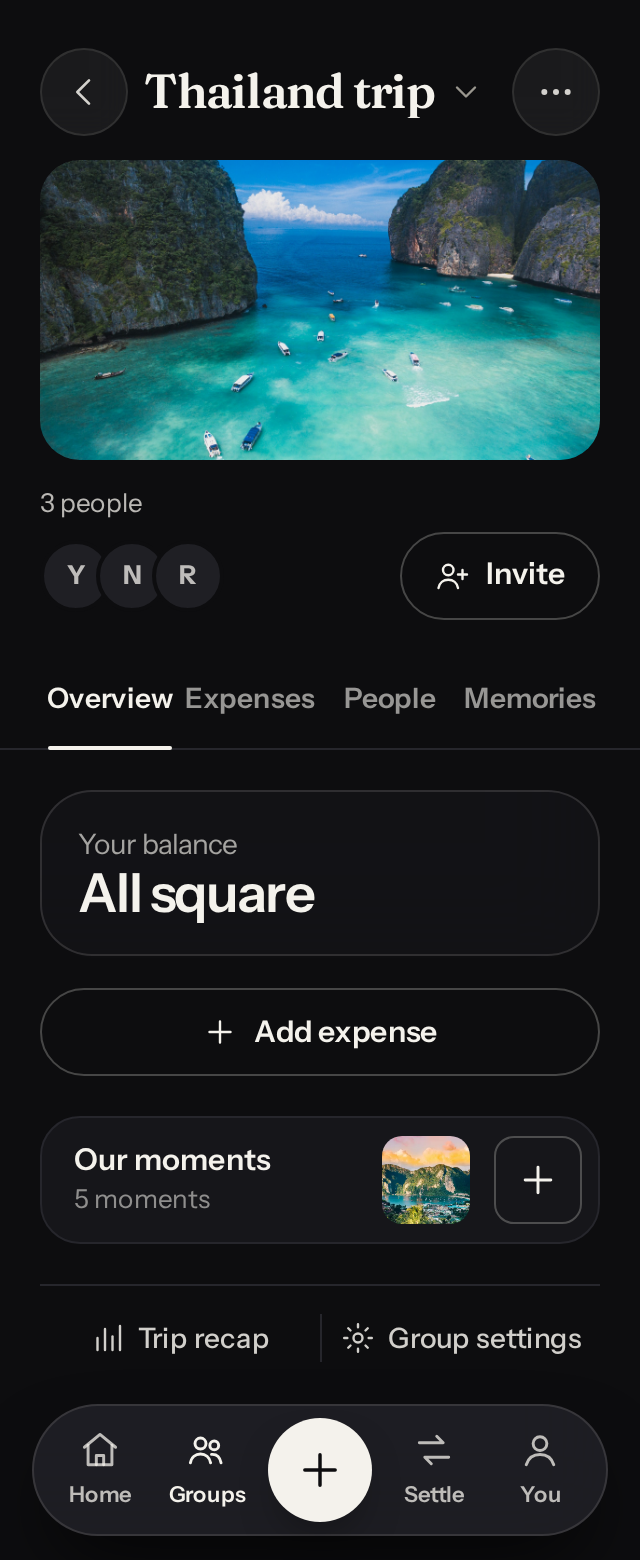 Thailand trip
3 people
Y N R
Invite
Overview Expenses People Memories
Your balance
All square
Add expense
Our moments
5 moments
Trip recap Group settings
Home Groups Settle You